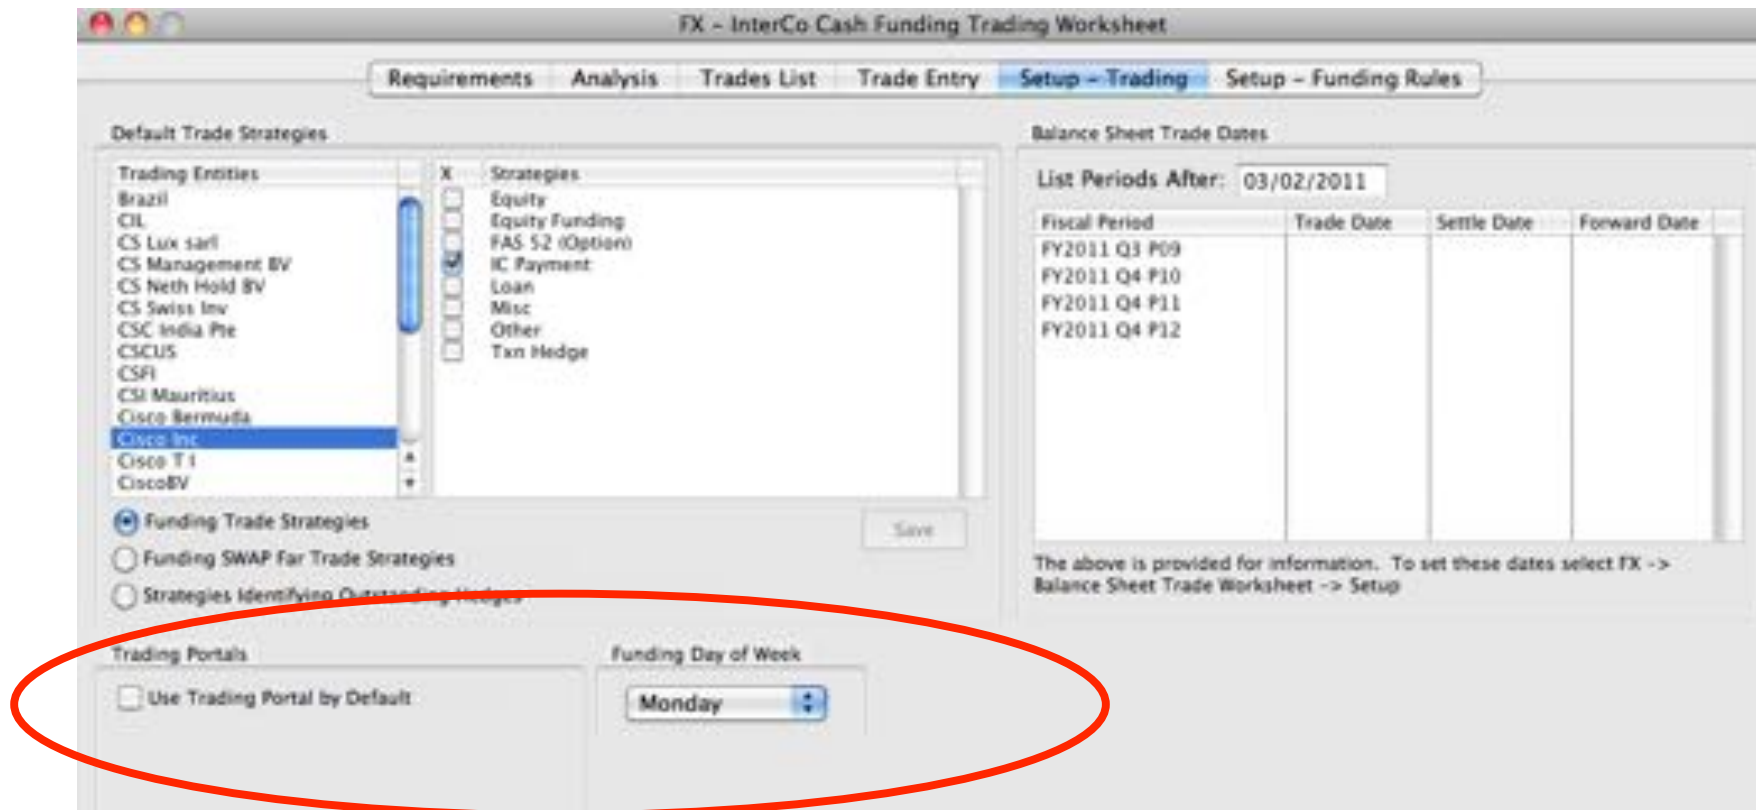 FX - InterCo Cash Funding Trading Worksheet
Requirements Analysis Trades List Trade Entry Setup - Trading Setup - Funding Rules
Default Trade Strategies
Trading Entities
Brazil
CIL
CS Lux sarl
CS Management BV
CS Neth Hold BV
CS Swiss Inv
CSC India Pte
CSCUS
CSFI
CSI Mauritius
Cisco Bermuda
Cisco Inc
Cisco T I
CiscoBV
X Strategies
Equity
Equity Funding
FAS 52 (Option)
IC Payment
Loan
Misc
Other
Txn Hedge
Funding Trade Strategies
Funding SWAP Far Trade Strategies
Strategies Identifying Outstanding Hedges
Save
Balance Sheet Trade Dates
List Periods After: 03/02/2011
Fiscal Period Trade Date Settle Date Forward Date
FY2011 Q3 P09
FY2011 Q4 P10
FY2011 Q4 P11
FY2011 Q4 P12
The above is provided for information. To set these dates select FX ->
Balance Sheet Trade Worksheet -> Setup
Trading Portals
Use Trading Portal by Default
Funding Day of Week
Monday